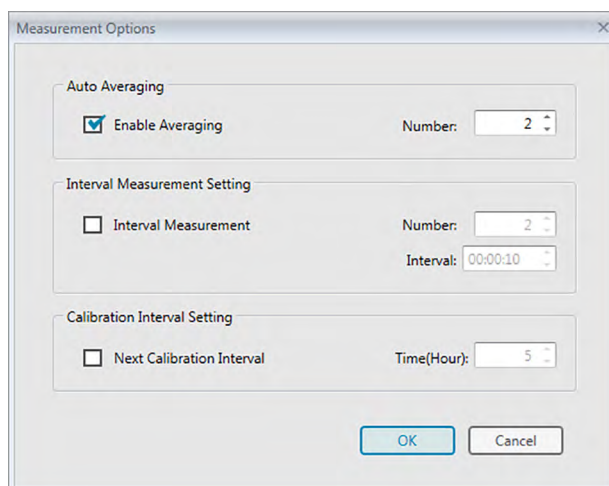 Measurement Options
Auto Averaging
Enable Averaging Number: 2
Interval Measurement Setting
Interval Measurement Number: 2
Interval: 00:00:10
Calibration Interval Setting
Next Calibration Interval Time(Hour): 5
OK Cancel